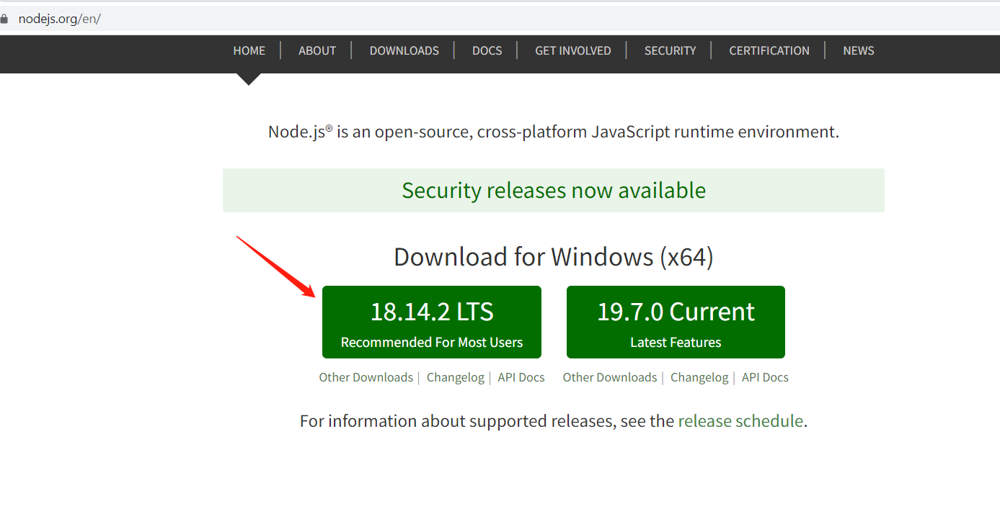 nodejs.org/en/
HOME | ABOUT | DOWNLOADS | DOCS | GET INVOLVED | SECURITY | CERTIFICATION | NEWS
Node.js® is an open-source, cross-platform JavaScript runtime environment.
Security releases now available
Download for Windows (x64)
18.14.2 LTS 19.7.0 Current
Recommended For Most Users Latest Features
Other Downloads | Changelog | API Docs Other Downloads | Changelog | API Docs
For information about supported releases, see the release schedule.